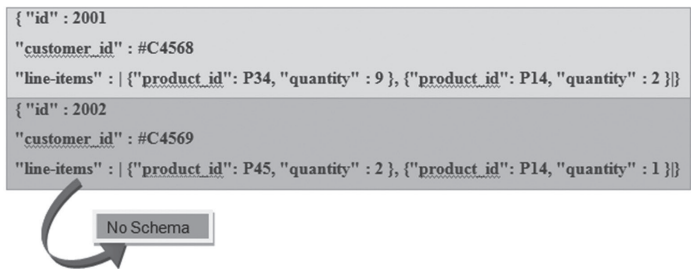 { "id" : 2001
"customer_id" : #C4568
"line-items" : | {"product_id": P34, "quantity" : 9 }, {"product_id": P14, "quantity" : 2 }|}
{ "id" : 2002
"customer_id" : #C4569
"line-items" : | {"product_id": P45, "quantity" : 2 }, {"product_id": P14, "quantity" : 1 }|}
No Schema